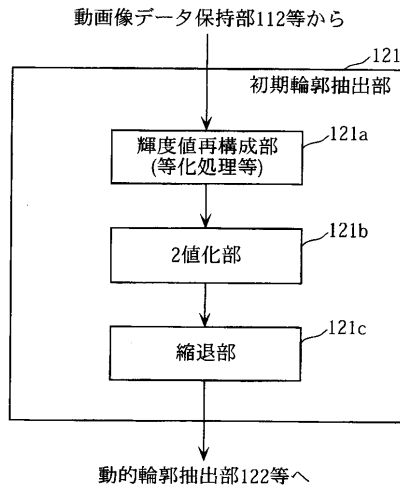 動画像データ保持部112等から
121
初期輪郭抽出部
121a
輝度値再構成部
(等化処理等)
121b
2値化部
121c
縮退部
動的輪郭抽出部122等へ